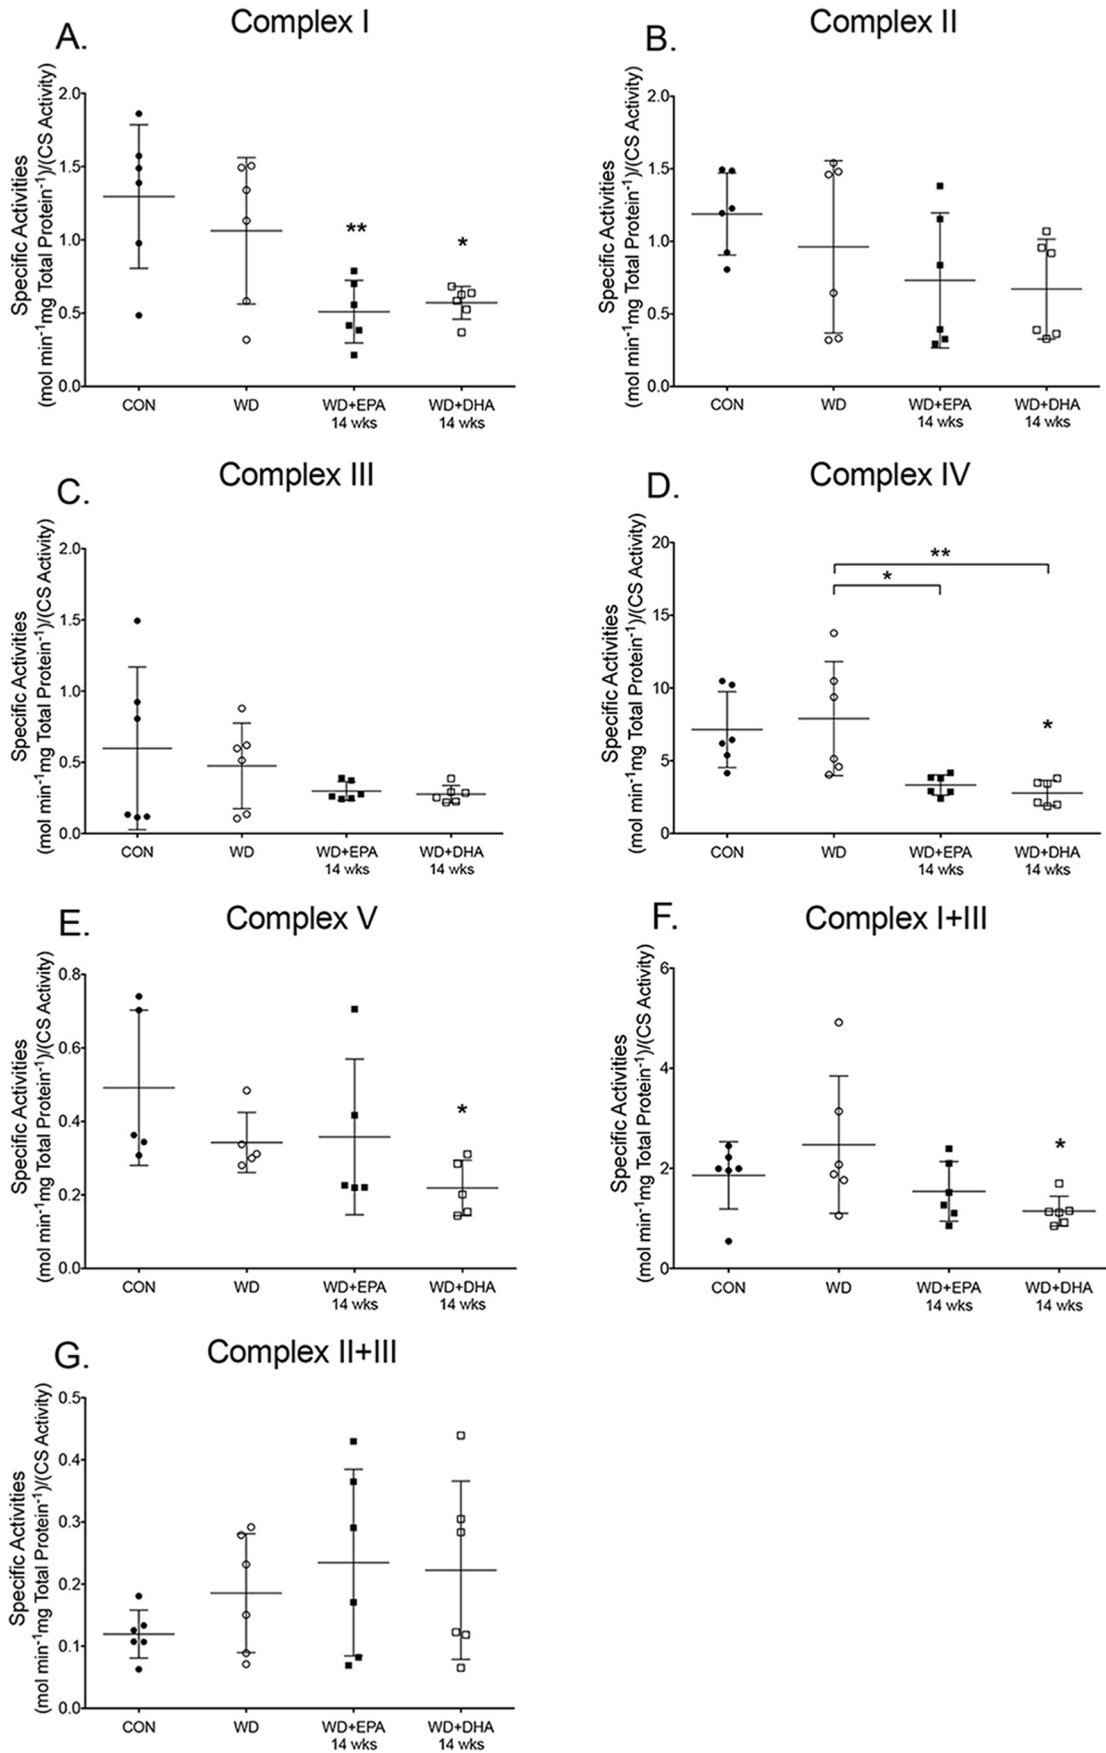 A.
Complex I
Specific Activities
(mol min⁻¹mg Total Protein⁻¹)/(CS Activity)
2.0
1.5
1.0
0.5
0.0
**
*
CON
WD
WD+EPA
14 wks
WD+DHA
14 wks
B.
Complex II
Specific Activities
(mol min⁻¹mg Total Protein⁻¹)/(CS Activity)
2.0
1.5
1.0
0.5
0.0
CON
WD
WD+EPA
14 wks
WD+DHA
14 wks
C.
Complex III
Specific Activities
(mol min⁻¹mg Total Protein⁻¹)/(CS Activity)
2.0
1.5
1.0
0.5
0.0
CON
WD
WD+EPA
14 wks
WD+DHA
14 wks
D.
Complex IV
Specific Activities
(mol min⁻¹mg Total Protein⁻¹)/(CS Activity)
20
15
10
5
0
**
*
*
CON
WD
WD+EPA
14 wks
WD+DHA
14 wks
E.
Complex V
Specific Activities
(mol min⁻¹mg Total Protein⁻¹)/(CS Activity)
0.8
0.6
0.4
0.2
0.0
*
CON
WD
WD+EPA
14 wks
WD+DHA
14 wks
F.
Complex I+III
Specific Activities
(mol min⁻¹mg Total Protein⁻¹)/(CS Activity)
6
4
2
0
*
CON
WD
WD+EPA
14 wks
WD+DHA
14 wks
G.
Complex II+III
Specific Activities
(mol min⁻¹mg Total Protein⁻¹)/(CS Activity)
0.5
0.4
0.3
0.2
0.1
0.0
CON
WD
WD+EPA
14 wks
WD+DHA
14 wks